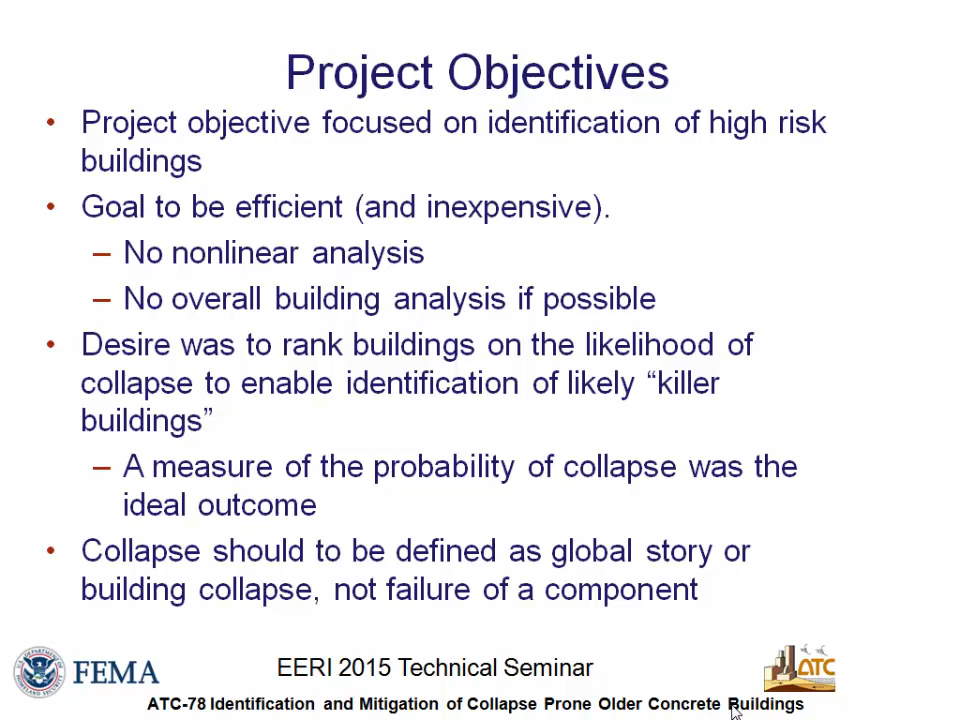 Project Objectives
• Project objective focused on identification of high risk
buildings
• Goal to be efficient (and inexpensive).
– No nonlinear analysis
– No overall building analysis if possible
• Desire was to rank buildings on the likelihood of
collapse to enable identification of likely “killer
buildings”
– A measure of the probability of collapse was the
ideal outcome
• Collapse should to be defined as global story or
building collapse, not failure of a component
FEMA
EERI 2015 Technical Seminar
ATC
ATC-78 Identification and Mitigation of Collapse Prone Older Concrete Buildings